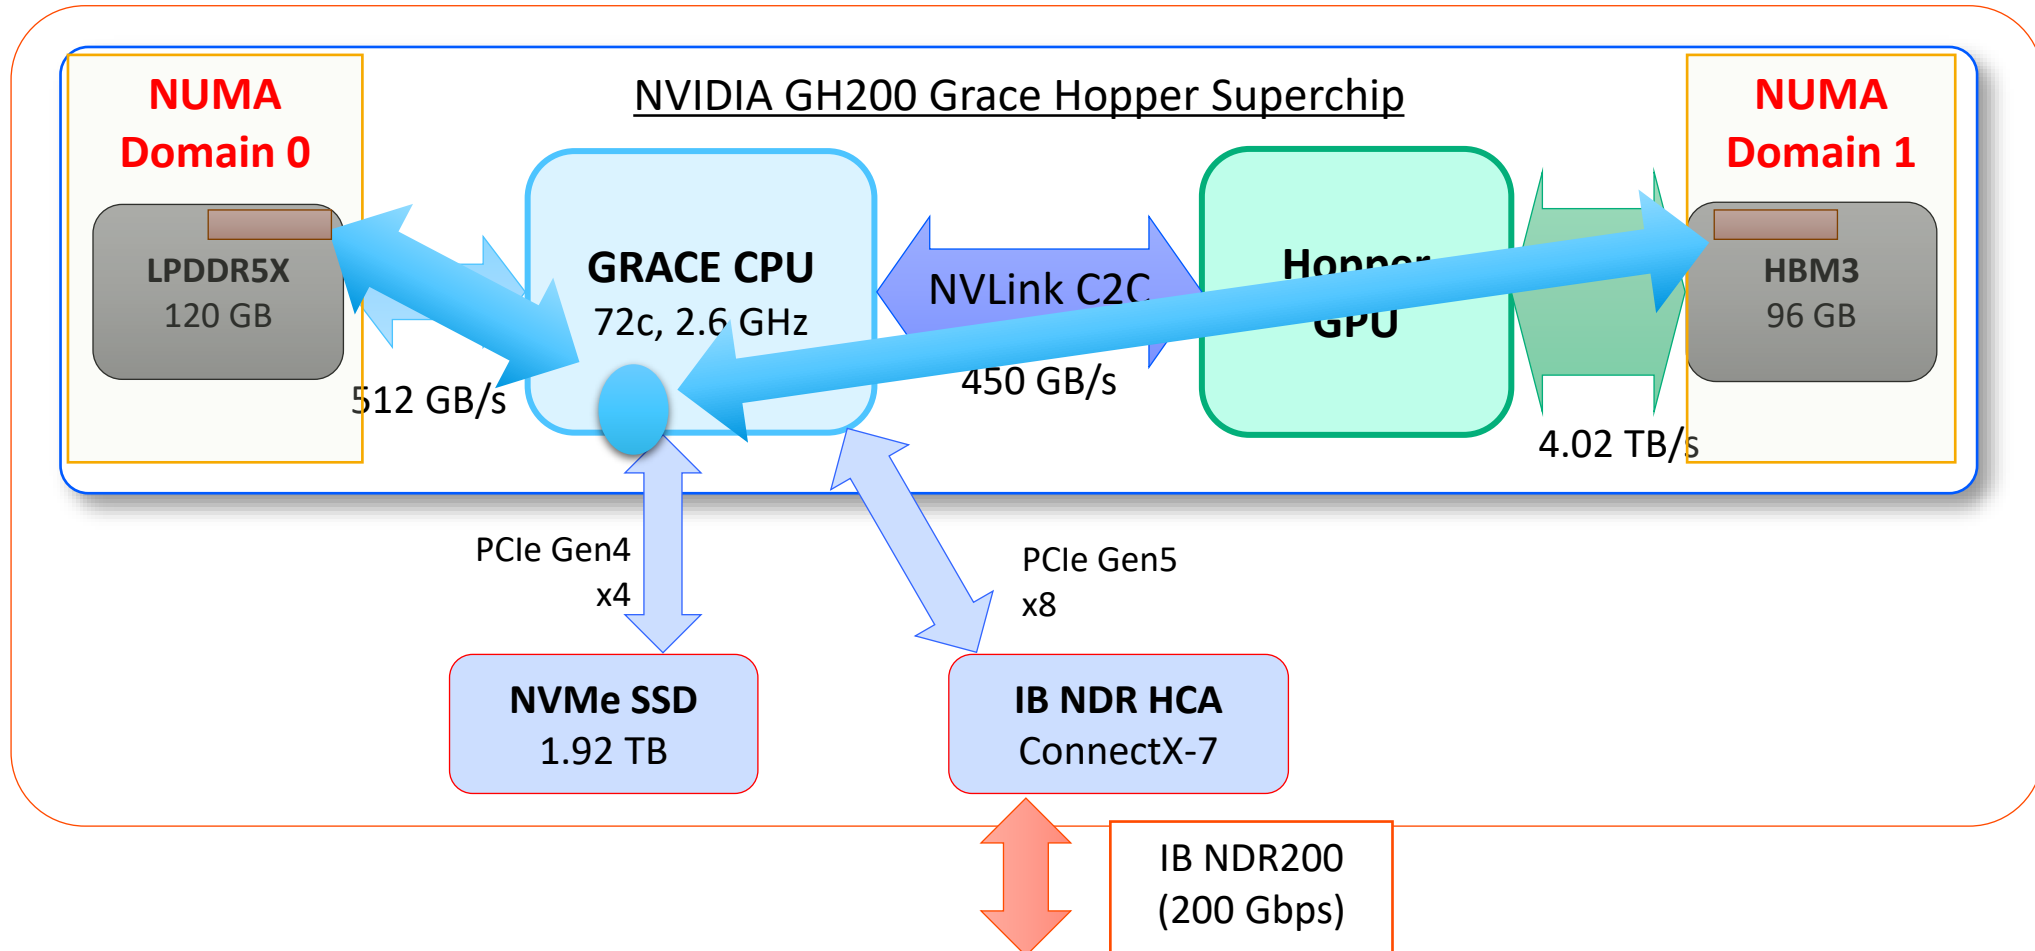 NVIDIA GH200 Grace Hopper Superchip
NUMA
Domain 0
LPDDR5X
120 GB
512 GB/s
GRACE CPU
72c, 2.6 GHz
NVLink C2C
450 GB/s
Hopper
GPU
4.02 TB/s
NUMA
Domain 1
HBM3
96 GB
PCIe Gen4
x4
PCIe Gen5
x8
NVMe SSD
1.92 TB
IB NDR HCA
ConnectX-7
IB NDR200
(200 Gbps)